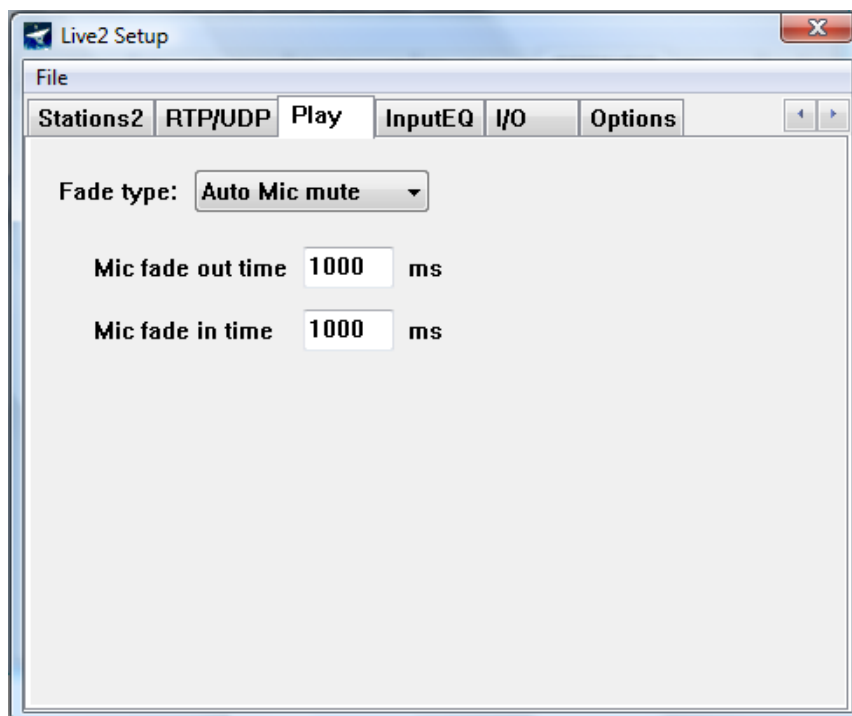 Live2 Setup
File
Stations2 RTP/UDP Play InputEQ I/O Options
Fade type: Auto Mic mute
Mic fade out time 1000 ms
Mic fade in time 1000 ms